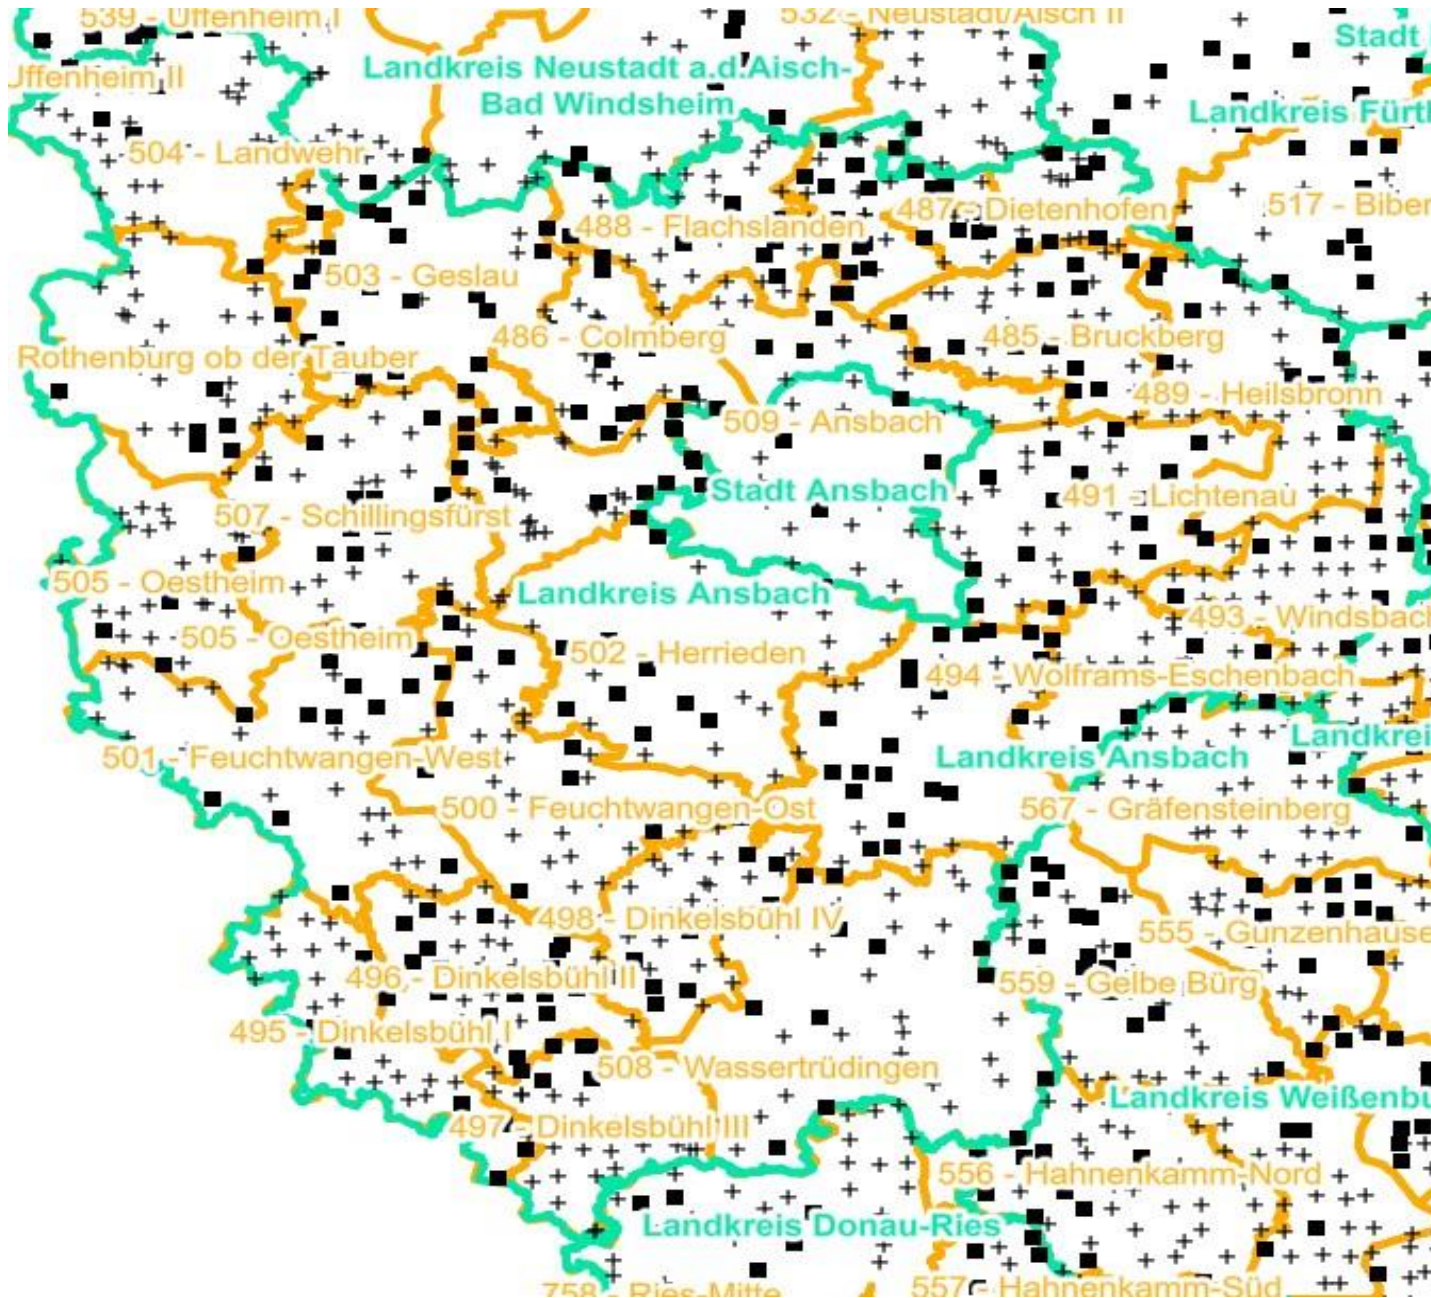 539 - Uffenheim I
532 - Neustadt/Aisch II
Stadt
Landkreis Neustadt a.d.Aisch-
Bad Windsheim
Uffenheim II
Landkreis Fürth
504 - Landwehr
487 - Dietenhofen
517 - Biber
488 - Flachslanden
503 - Geslau
486 - Colmberg
485 - Bruckberg
Rothenburg ob der Tauber
489 - Heilsbronn
509 - Ansbach
Stadt Ansbach
491 - Lichtenau
507 - Schillingsfürst
505 - Oestheim
Landkreis Ansbach
493 - Windsbach
505 - Oestheim
502 - Herrieden
494 - Wolframs-Eschenbach
Landkrei
501 - Feuchtwangen-West
Landkreis Ansbach
500 - Feuchtwangen-Ost
567 - Gräfensteinberg
498 - Dinkelsbühl IV
555 - Gunzenhause
496 - Dinkelsbühl II
559 - Gelbe Bürg
495 - Dinkelsbühl I
508 - Wassertrüdingen
Landkreis Weißenbu
497 - Dinkelsbühl III
556 - Hahnenkamm-Nord
Landkreis Donau-Ries
758 - Ries-Mitte
557 - Hahnenkamm-Süd